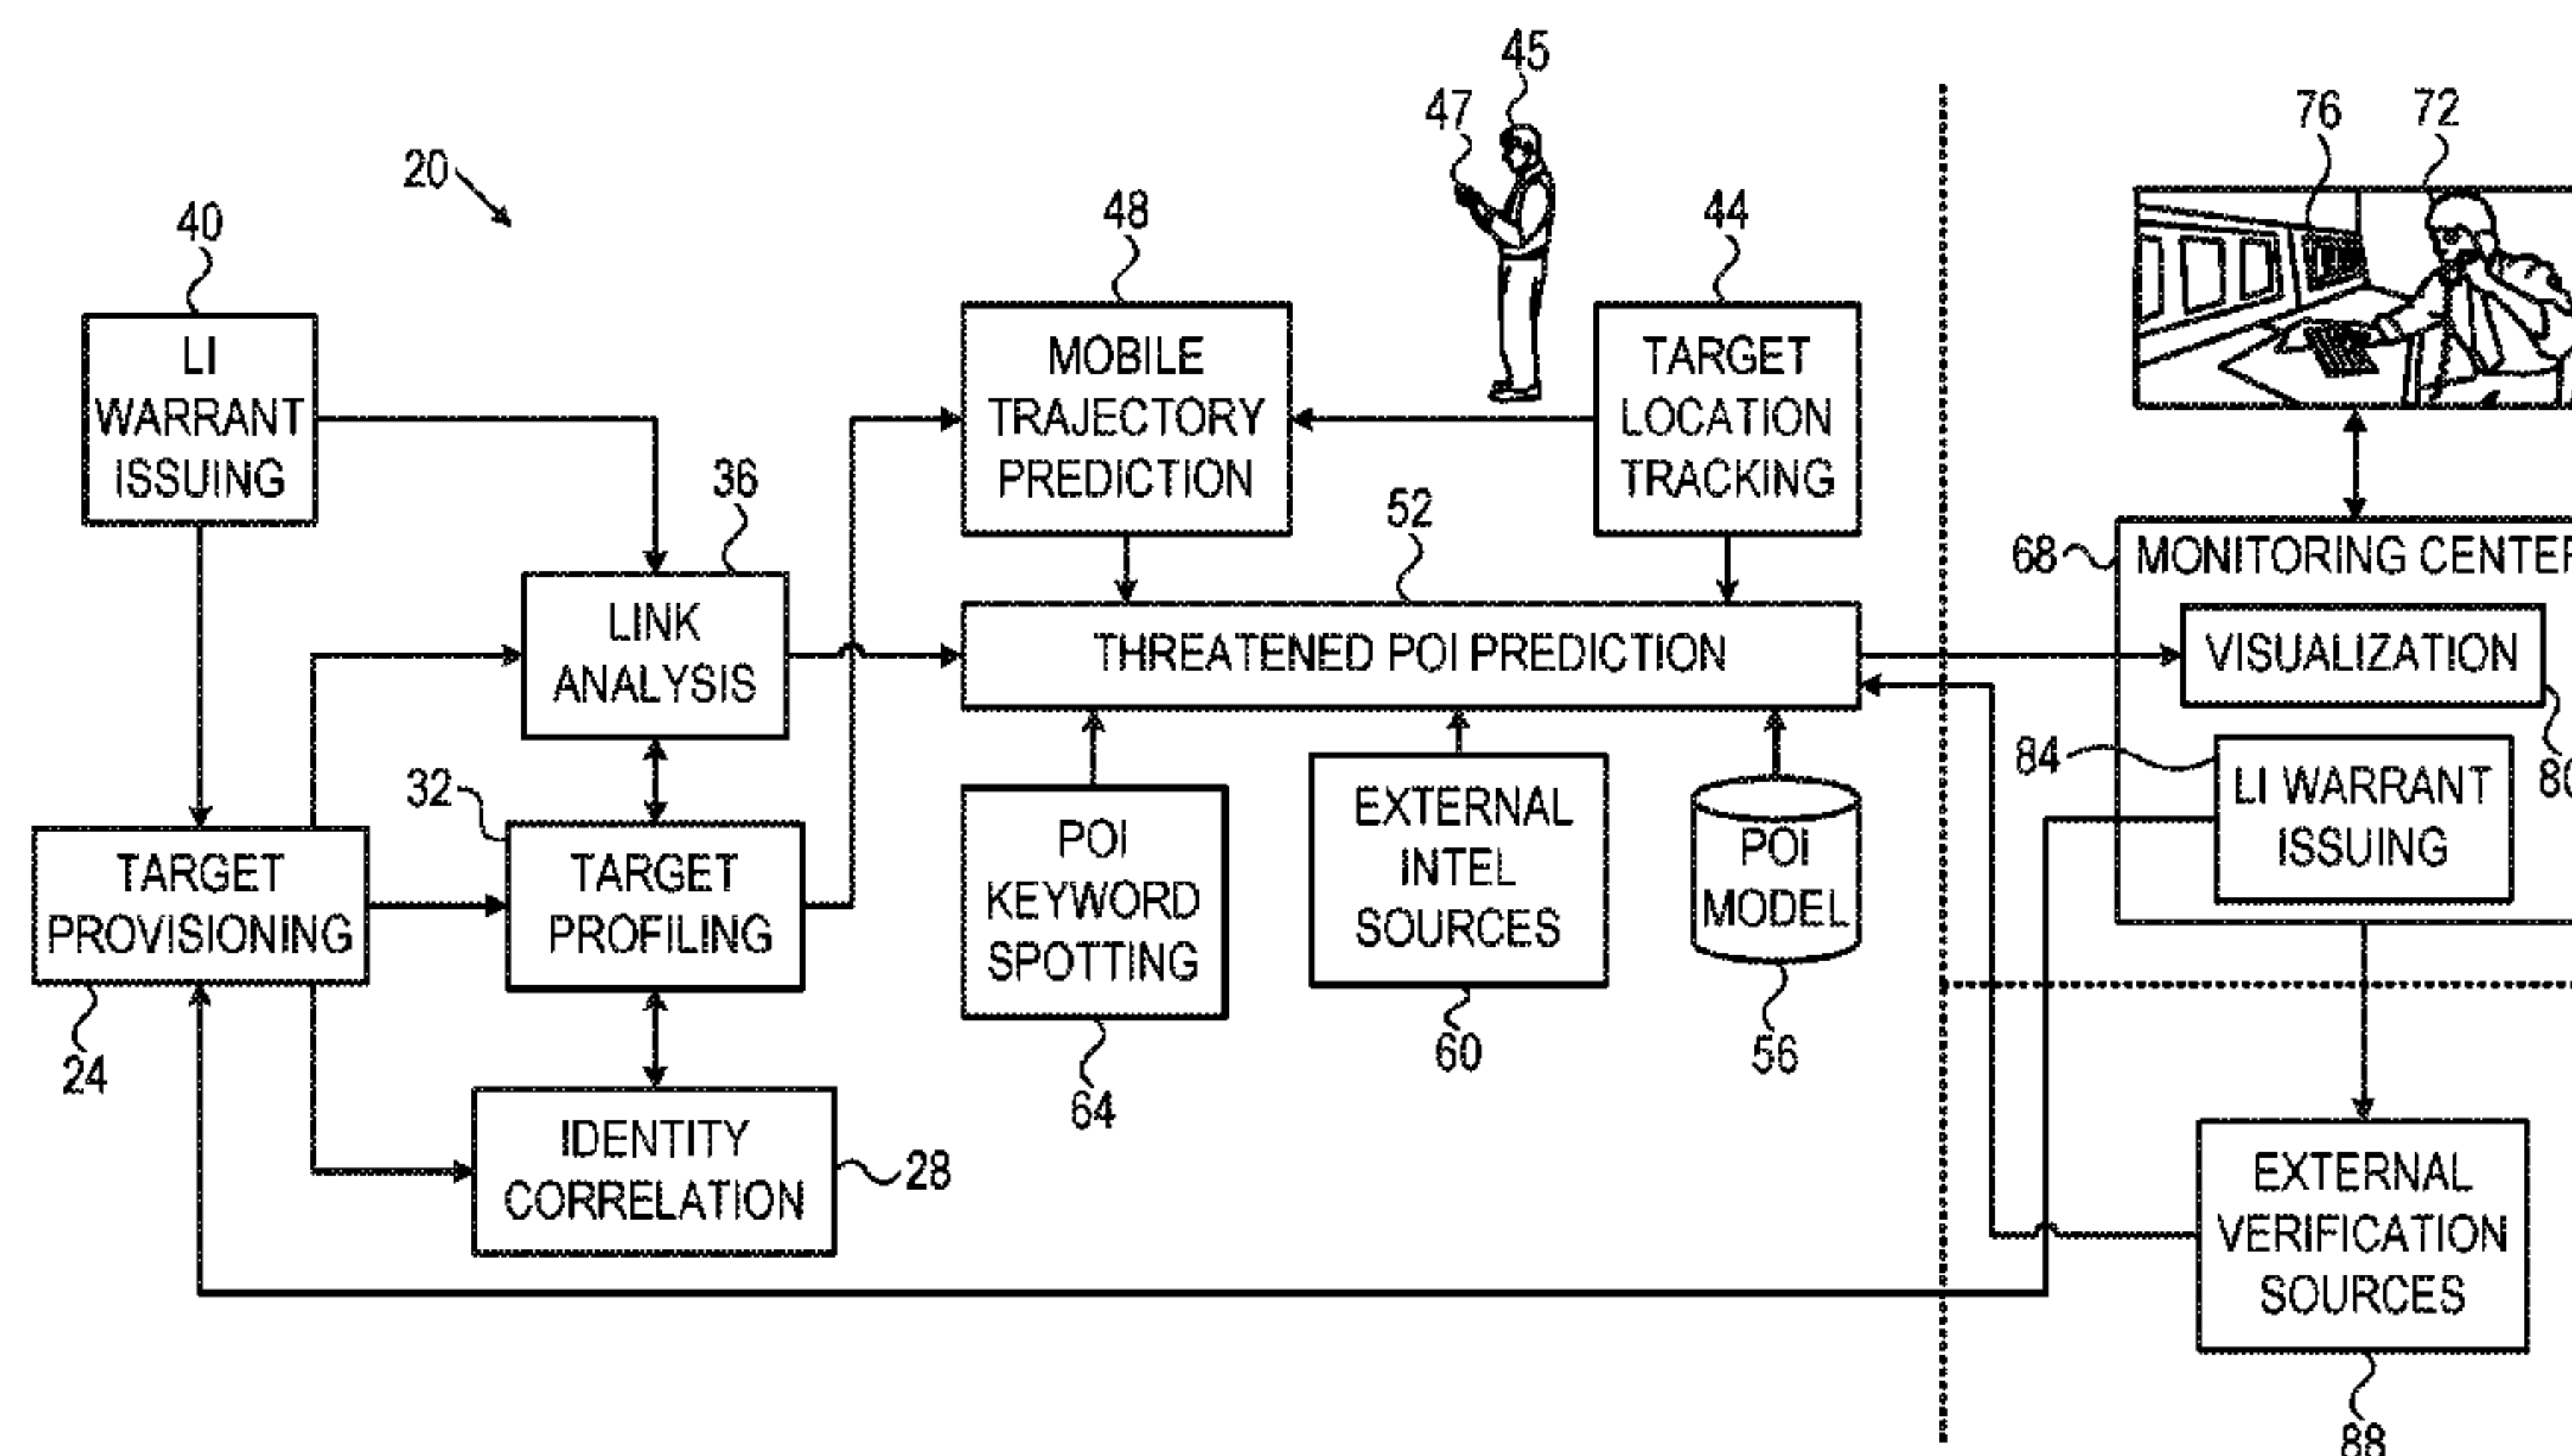 20
40
LI
WARRANT
ISSUING
36
LINK
ANALYSIS
32
TARGET
PROFILING
TARGET
PROVISIONING
24
IDENTITY
CORRELATION
28
48
MOBILE
TRAJECTORY
PREDICTION
47
45
44
TARGET
LOCATION
TRACKING
52
THREATENED POI PREDICTION
POI
KEYWORD
SPOTTING
64
EXTERNAL
INTEL
SOURCES
60
POI
MODEL
56
76
72
68
MONITORING CENTER
VISUALIZATION
80
84
LI WARRANT
ISSUING
EXTERNAL
VERIFICATION
SOURCES
88